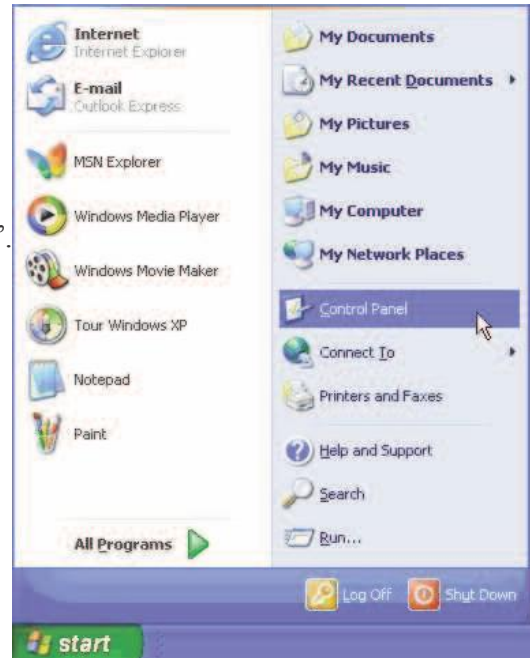 Internet
Internet Explorer
E-mail
Outlook Express
MSN Explorer
Windows Media Player
Windows Movie Maker
Tour Windows XP
Notepad
Paint
All Programs
My Documents
My Recent Documents
My Pictures
My Music
My Computer
My Network Places
Control Panel
Connect To
Printers and Faxes
Help and Support
Search
Run...
Log Off
Shut Down
start